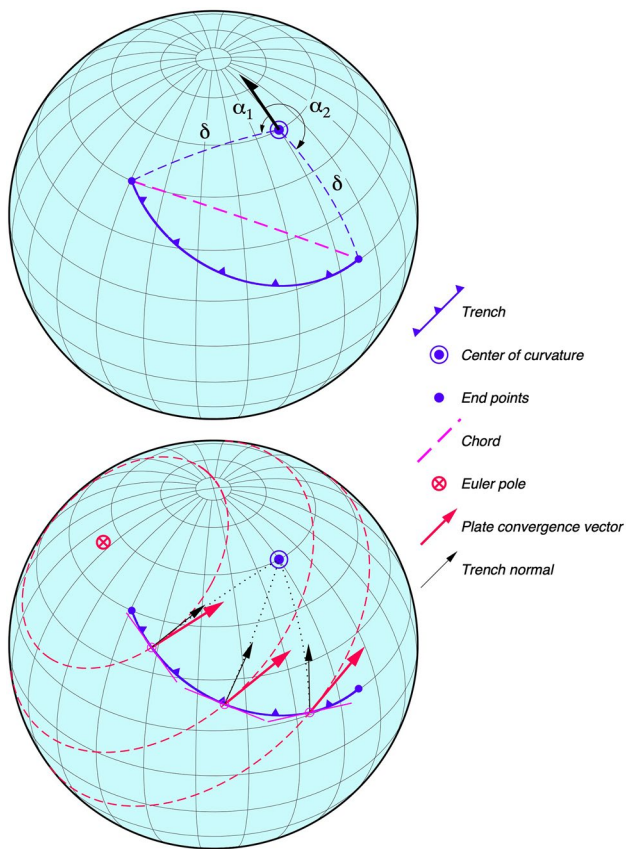 α₁
α₂
δ
δ
Trench
Center of curvature
End points
Chord
Euler pole
Plate convergence vector
Trench normal